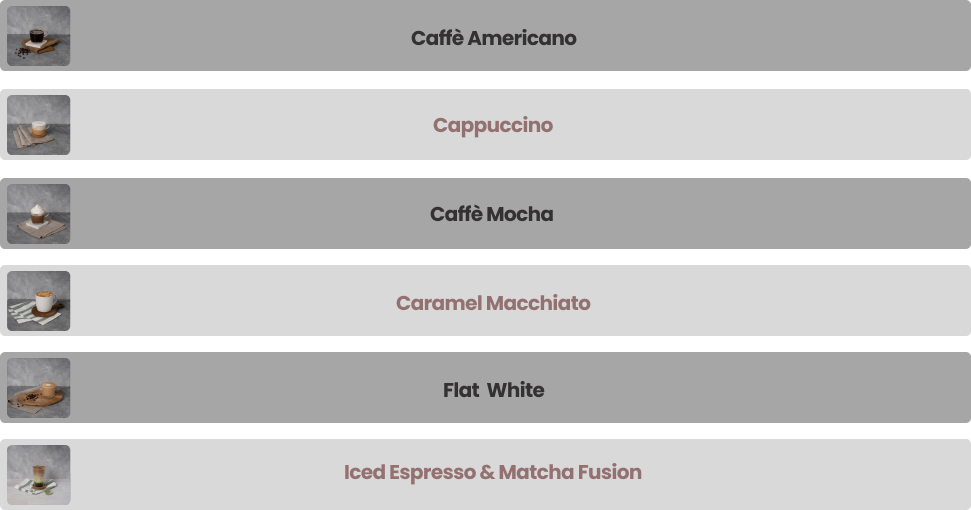 Caffè Americano
Cappuccino
Caffè Mocha
Caramel Macchiato
Flat White
Iced Espresso & Matcha Fusion